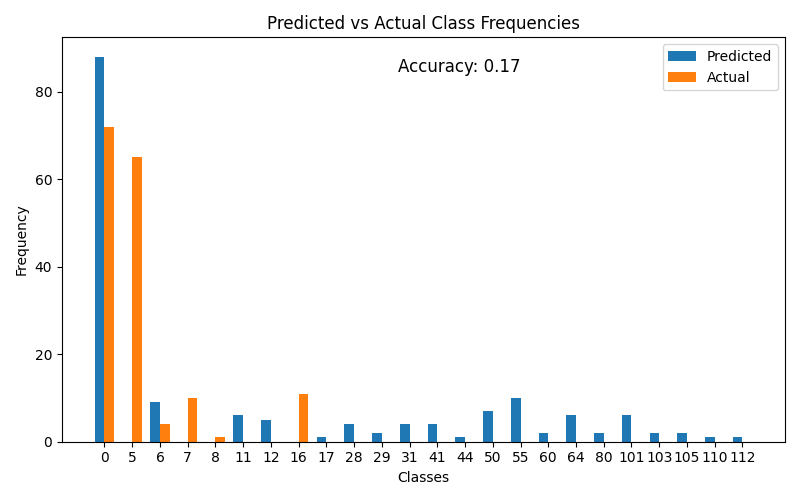 Predicted vs Actual Class Frequencies
Accuracy: 0.17
Predicted
Actual
Frequency
80
60
40
20
0
0 5 6 7 8 11 12 16 17 28 29 31 41 44 50 55 60 64 80 101 103 105 110 112
Classes